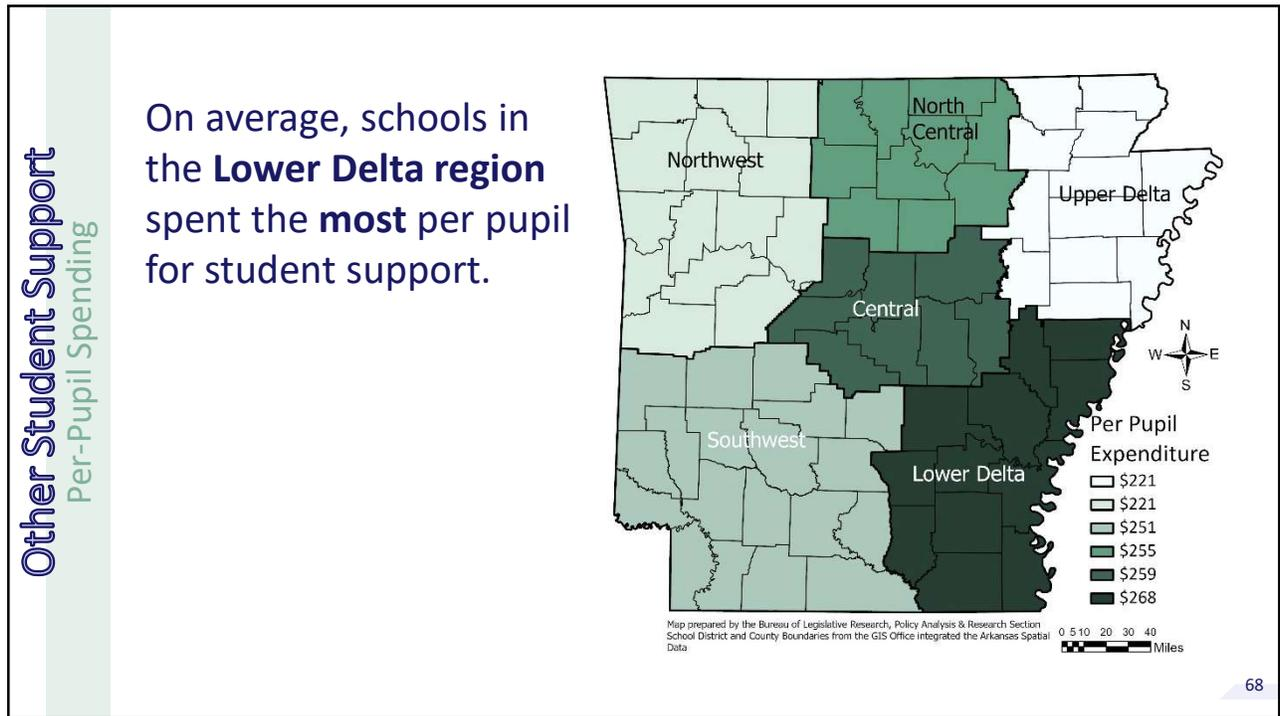 Other Student Support
Per-Pupil Spending
On average, schools in
the Lower Delta region
spent the most per pupil
for student support.
North
Central
Northwest
Upper Delta
Central
Southwest
Lower Delta
N
W E
S
Per Pupil
Expenditure
$221
$221
$251
$255
$259
$268
Map prepared by the Bureau of Legislative Research, Policy Analysis & Research Section
School District and County Boundaries from the GIS Office integrated the Arkansas Spatial
Data
0 5 10 20 30 40
Miles
68